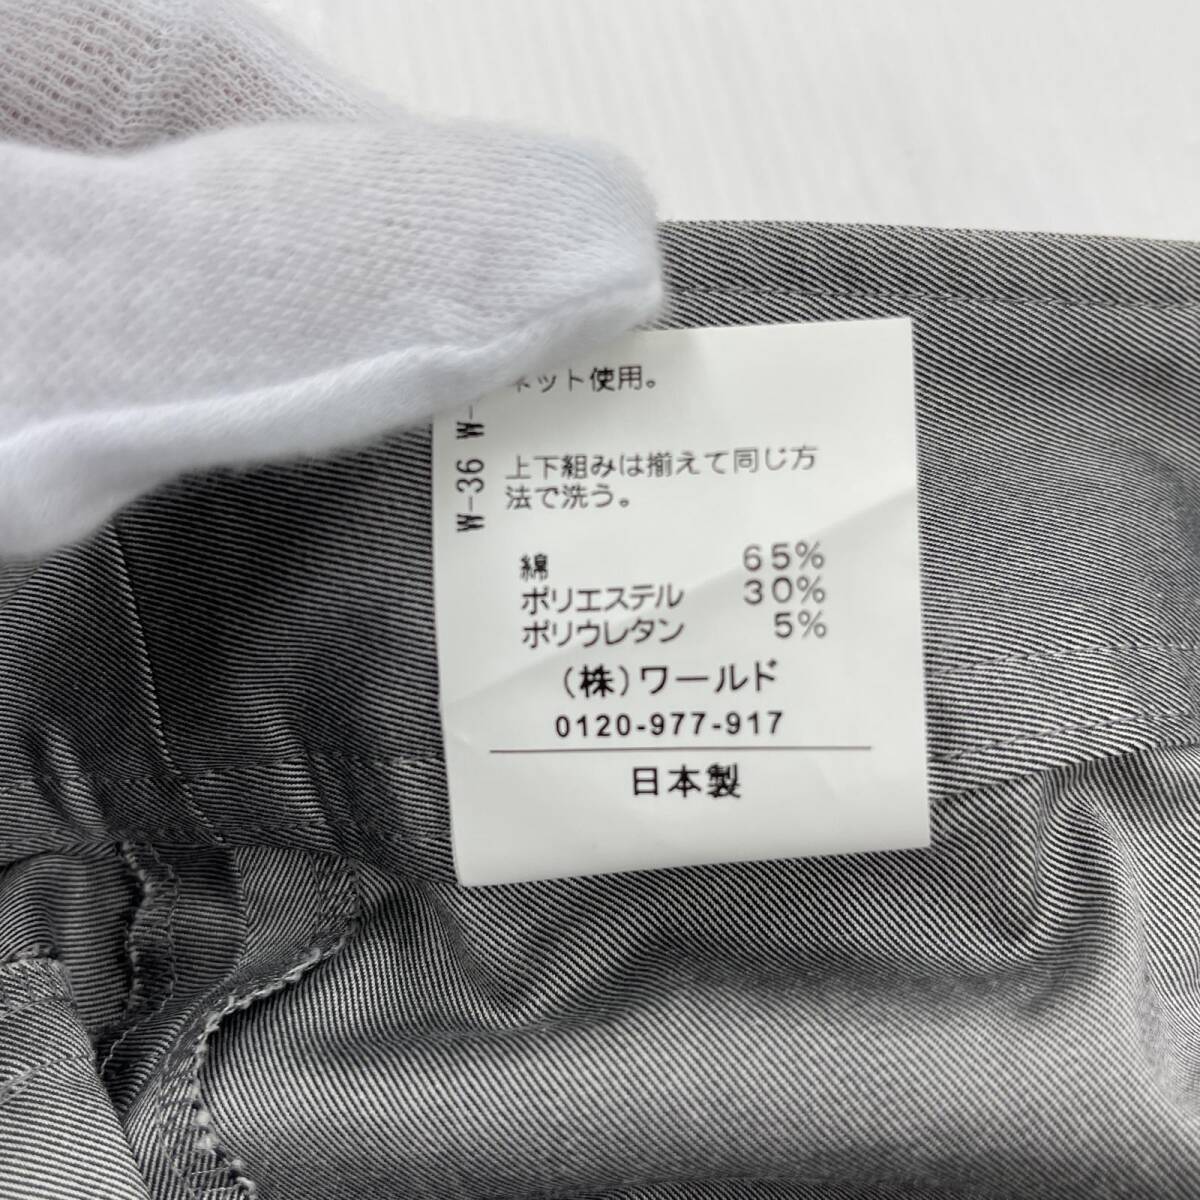 ネット使用。
上下組みは揃えて同じ方
法で洗う。
綿 65%
ポリエステル 30%
ポリウレタン 5%
(株)ワールド
0120-977-917
日本製
W-36 W-